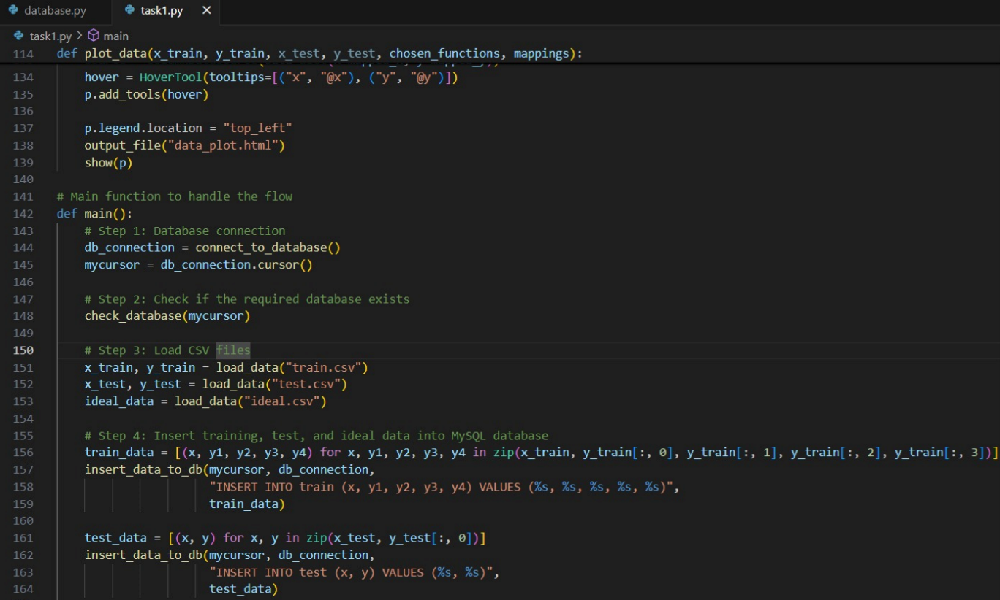 database.py task1.py ×
task1.py > main
114 def plot_data(x_train, y_train, x_test, y_test, chosen_functions, mappings):
134 hover = HoverTool(tooltips=[("x", "@x"), ("y", "@y")])
135 p.add_tools(hover)
136
137 p.legend.location = "top_left"
138 output_file("data_plot.html")
139 show(p)
140
141 # Main function to handle the flow
142 def main():
143 # Step 1: Database connection
144 db_connection = connect_to_database()
145 mycursor = db_connection.cursor()
146
147 # Step 2: Check if the required database exists
148 check_database(mycursor)
149
150 # Step 3: Load CSV files
151 x_train, y_train = load_data("train.csv")
152 x_test, y_test = load_data("test.csv")
153 ideal_data = load_data("ideal.csv")
154
155 # Step 4: Insert training, test, and ideal data into MySQL database
156 train_data = [(x, y1, y2, y3, y4) for x, y1, y2, y3, y4 in zip(x_train, y_train[:, 0], y_train[:, 1], y_train[:, 2], y_train[:, 3])]
157 insert_data_to_db(mycursor, db_connection,
158 "INSERT INTO train (x, y1, y2, y3, y4) VALUES (%s, %s, %s, %s, %s)",
159 train_data)
160
161 test_data = [(x, y) for x, y in zip(x_test, y_test[:, 0])]
162 insert_data_to_db(mycursor, db_connection,
163 "INSERT INTO test (x, y) VALUES (%s, %s)",
164 test_data)